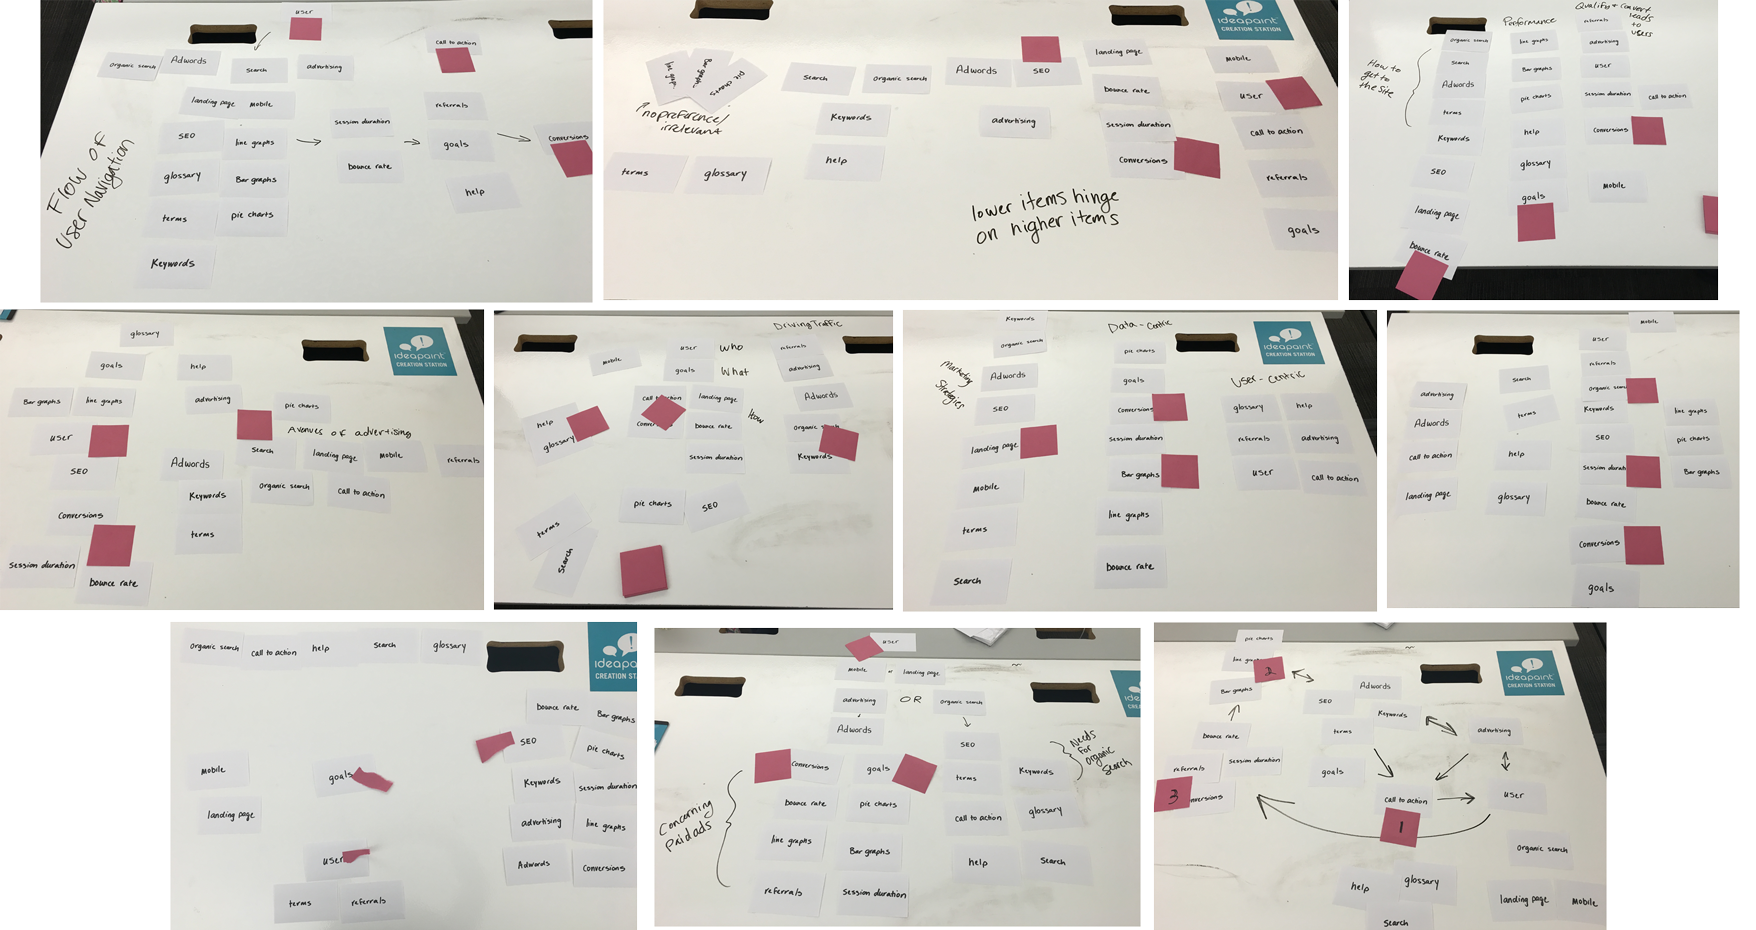 user
call to action
organic search
Adwords
search
advertising
landing page
mobile
referrals
SEO
line graphs
session duration
goals
conversions
glossary
Bar graphs
bounce rate
help
terms
pie charts
Keywords
Flow of
User Navigation
ideapaint
CREATION STATION
line grap
Bar graphs
pie charts
no preference/
irrelevant
search
organic search
Adwords
SEO
landing page
mobile
Keywords
advertising
bounce rate
user
session duration
call to action
terms
glossary
help
conversions
referrals
goals
lower items hinge
on higher items
Performance
Qualify + convert
leads
to
users
How to
get to
the site
organic search
search
Adwords
terms
Keywords
SEO
landing page
bounce rate
line graphs
Bar graphs
pie charts
help
glossary
goals
referrals
advertising
user
session duration
call to action
conversions
mobile
glossary
goals
help
Bar graphs
line graphs
advertising
pie charts
Avenues of advertising
user
SEO
conversions
session duration
bounce rate
Adwords
Keywords
terms
search
landing page
mobile
referrals
organic search
call to action
ideapaint
CREATION STATION
Driving Traffic
mobile
user
who
referrals
goals
what
advertising
landing page
Adwords
How
help
glossary
bounce rate
organic
session duration
Keywords
pie charts
SEO
terms
search
Keywords
organic search
Data-Centric
Marketing
Strategies
Adwords
SEO
landing page
mobile
terms
search
pie charts
goals
conversions
session duration
Bar graphs
line graphs
bounce rate
User-Centric
glossary
help
referrals
advertising
user
call to action
ideapaint
CREATION STATION
mobile
user
referrals
organic searc
Keywords
SEO
session durati
bounce rate
conversions
goals
advertising
Adwords
call to action
landing page
search
terms
help
glossary
line graphs
pie charts
Bar graphs
organic search
call to action
help
search
glossary
ideapa
CREATION STA
bounce rate
Bar graphs
SEO
pie charts
mobile
goals
Keywords
session duration
landing page
advertising
line graphs
user
Adwords
conversions
terms
referrals
user
mobile
or
landing page
advertising
OR
organic search
Adwords
SEO
Needs
for
organic
search
conversions
goals
terms
Keywords
Concerning
paid ads
bounce rate
pie charts
call to action
glossary
line graphs
Bar graphs
help
search
referrals
session duration
pie charts
line gra
2
Bar graphs
bounce rate
referrals
session duration
3
nversions
Adwords
SEO
Keywords
terms
goals
advertising
call to action
1
user
organic search
help
glossary
search
landing page
mobile
ideapaint
CREATION STATION